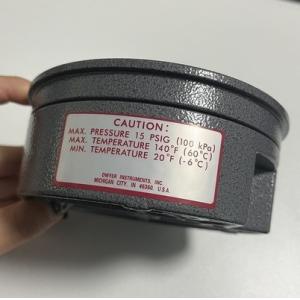 CAUTION:
MAX. PRESSURE 15 PSIG (100 kPa)
MAX. TEMPERATURE 140°F (60°C)
MIN. TEMPERATURE 20°F (-6°C)
DWYER INSTRUMENTS, INC.
MICHIGAN CITY, IN 46360 U.S.A.